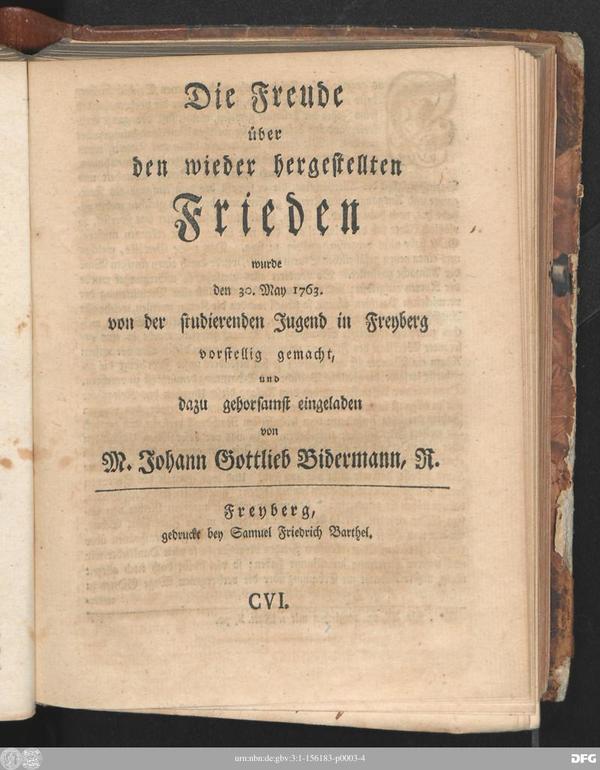 Die Freude
über
den wieder hergestellten
Frieden
wurde
den 30. May 1763.
von der studierenden Jugend in Freyberg
vorstellig gemacht,
und
dazu gehorsamst eingeladen
von
M. Johann Gottlieb Bidermann, R.
Freyberg,
gedruckt bey Samuel Friedrich Barthel.
CVI.
urn:nbn:de:gbv:3:1-156183-p0003-4
DFG